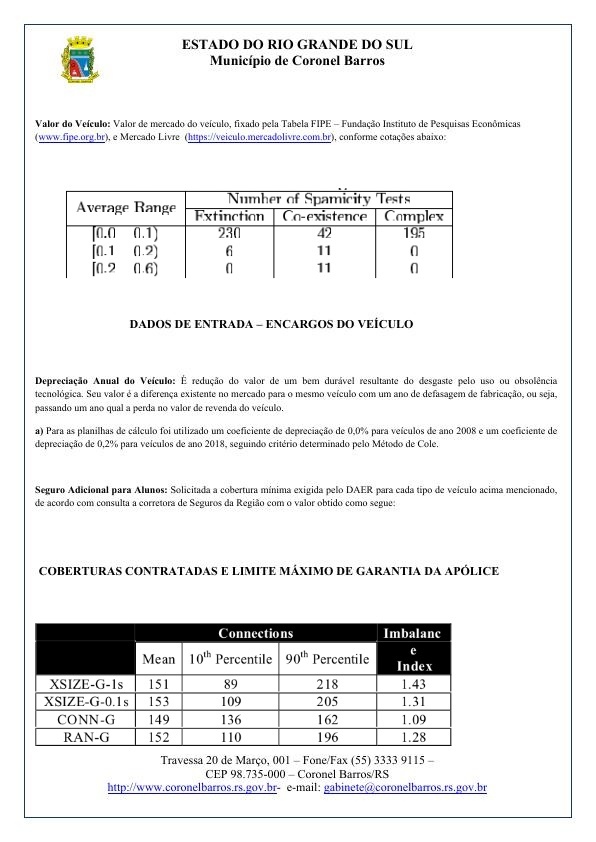 ESTADO DO RIO GRANDE DO SUL
Município de Coronel Barros
Valor do Veículo: Valor de mercado do veículo, fixado pela Tabela FIPE – Fundação Instituto de Pesquisas Econômicas
(www.fipe.org.br), e Mercado Livre (https://veiculo.mercadolivre.com.br), conforme cotações abaixo:
Average Range Number of Spamicity Tests
Extinction Co-existence Complex
[0.0 0.1) 230 42 195
[0.1 0.2) 6 11 0
[0.2 0.6) 0 11 0
DADOS DE ENTRADA – ENCARGOS DO VEÍCULO
Depreciação Anual do Veículo: É redução do valor de um bem durável resultante do desgaste pelo uso ou obsolência
tecnológica. Seu valor é a diferença existente no mercado para o mesmo veículo com um ano de defasagem de fabricação, ou seja,
passando um ano qual a perda no valor de revenda do veículo.
a) Para as planilhas de cálculo foi utilizado um coeficiente de depreciação de 0,0% para veículos de ano 2008 e um coeficiente de
depreciação de 0,2% para veículos de ano 2018, seguindo critério determinado pelo Método de Cole.
Seguro Adicional para Alunos: Solicitada a cobertura mínima exigida pelo DAER para cada tipo de veículo acima mencionado,
de acordo com consulta a corretora de Seguros da Região com o valor obtido como segue:
COBERTURAS CONTRATADAS E LIMITE MÁXIMO DE GARANTIA DA APÓLICE
Connections Imbalanc
e
Index
Mean 10th Percentile 90th Percentile
XSIZE-G-1s 151 89 218 1.43
XSIZE-G-0.1s 153 109 205 1.31
CONN-G 149 136 162 1.09
RAN-G 152 110 196 1.28
Travessa 20 de Março, 001 – Fone/Fax (55) 3333 9115 –
CEP 98.735-000 – Coronel Barros/RS
http://www.coronelbarros.rs.gov.br- e-mail: gabinete@coronelbarros.rs.gov.br